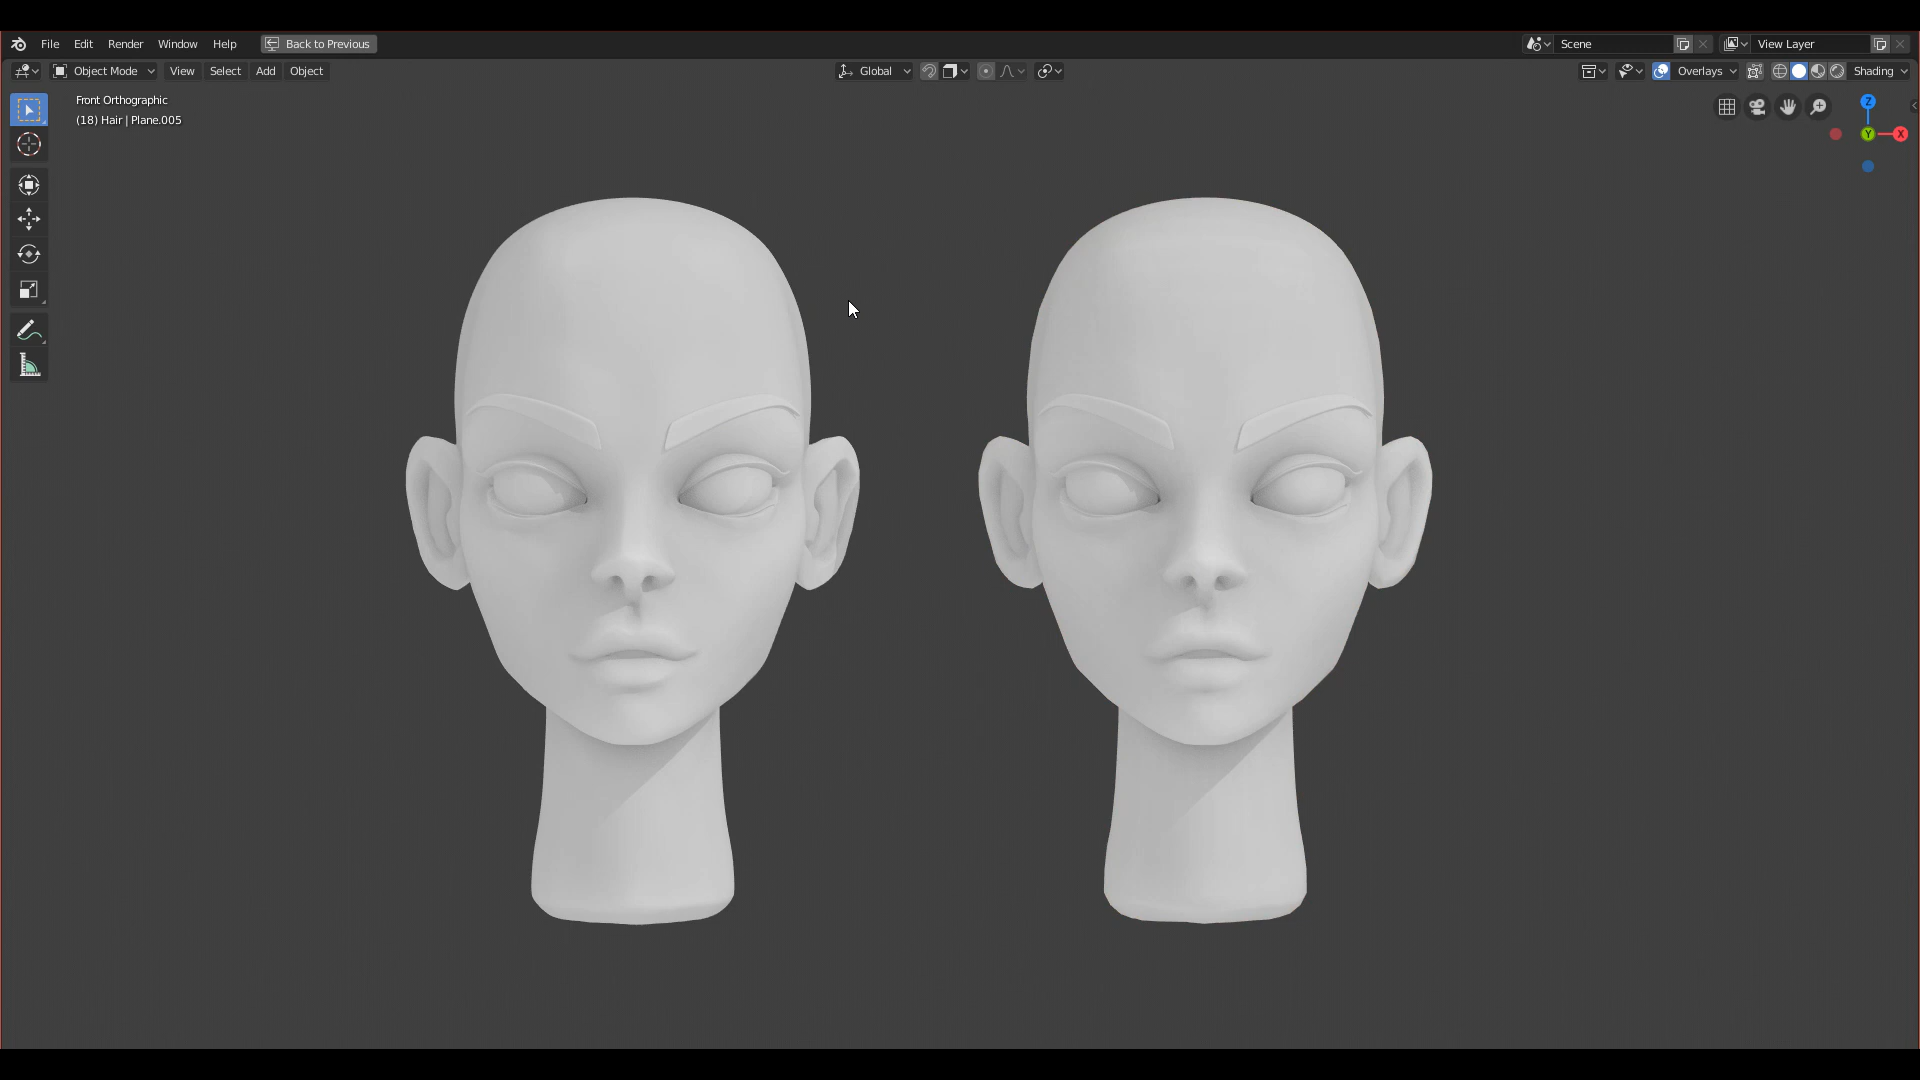 File Edit Render Window Help Back to Previous Scene View Layer
Object Mode View Select Add Object Global Overlays Shading
Front Orthographic
(18) Hair | Plane.005
Z
Y X